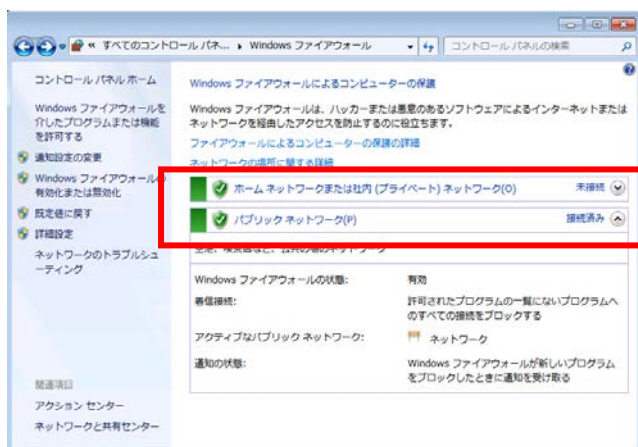 « すべてのコントロール パネ... ▸ Windows ファイアウォール
コントロール パネルの検索
コントロール パネル ホーム
Windows ファイアウォールを
介したプログラムまたは機能
を許可する
通知設定の変更
Windows ファイアウォールの
有効化または無効化
既定値に戻す
詳細設定
ネットワークのトラブルシュ
ーティング
関連項目
アクション センター
ネットワークと共有センター
Windows ファイアウォールによるコンピューターの保護
Windows ファイアウォールは、ハッカーまたは悪意のあるソフトウェアによるインターネットまたは
ネットワークを経由したアクセスを防止するのに役立ちます。
ファイアウォールによるコンピューターの保護の詳細
ネットワークの場所に関する詳細
ホーム ネットワークまたは社内 (プライベート) ネットワーク(O) 未接続
パブリック ネットワーク(P) 接続済み
空港、喫茶店など、公共の場のネットワーク
Windows ファイアウォールの状態: 有効
着信接続: 許可されたプログラムの一覧にないプログラムへ
のすべての接続をブロックする
アクティブなパブリック ネットワーク: ネットワーク
通知の状態: Windows ファイアウォールが新しいプログラム
をブロックしたときに通知を受け取る